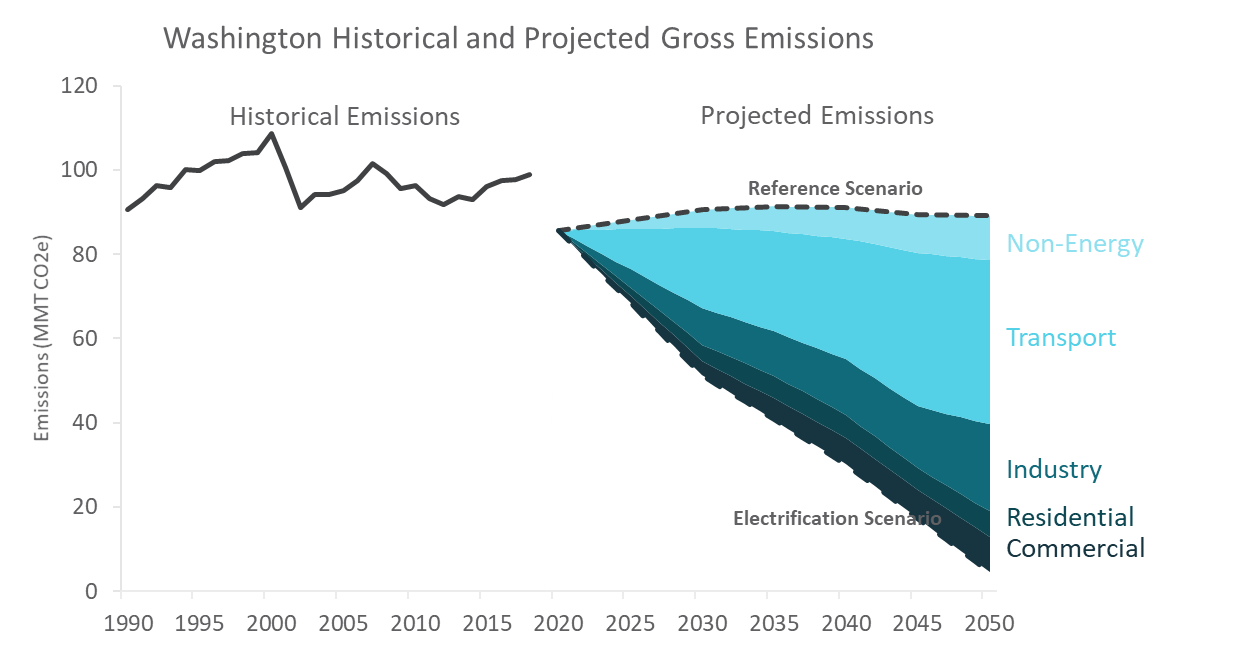 Washington Historical and Projected Gross Emissions
120
Historical Emissions
Projected Emissions
100
Reference Scenario
Non-Energy
80
Emissions (MMT CO2e)
Transport
60
40
Industry
20
Electrification Scenario
Residential
Commercial
0
1990 1995 2000 2005 2010 2015 2020 2025 2030 2035 2040 2045 2050